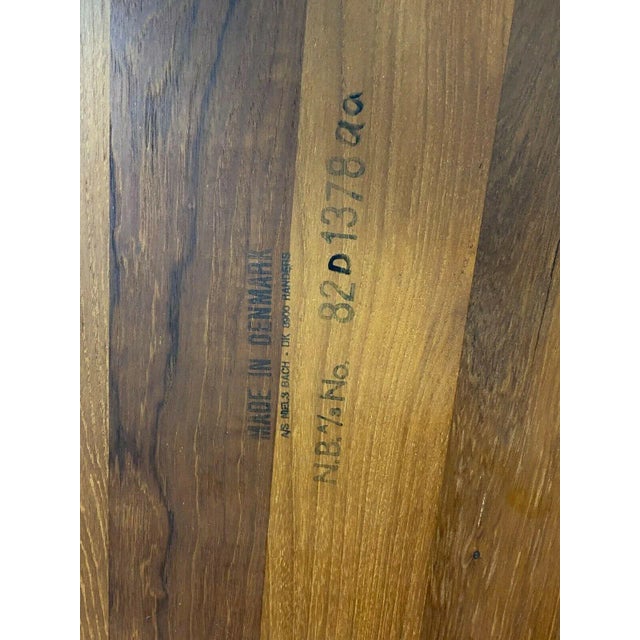 MADE IN DENMARK
A/S NIELS BACH - DK 8900 RANDERS
N.B. A/S No. 82 D 1378 aa